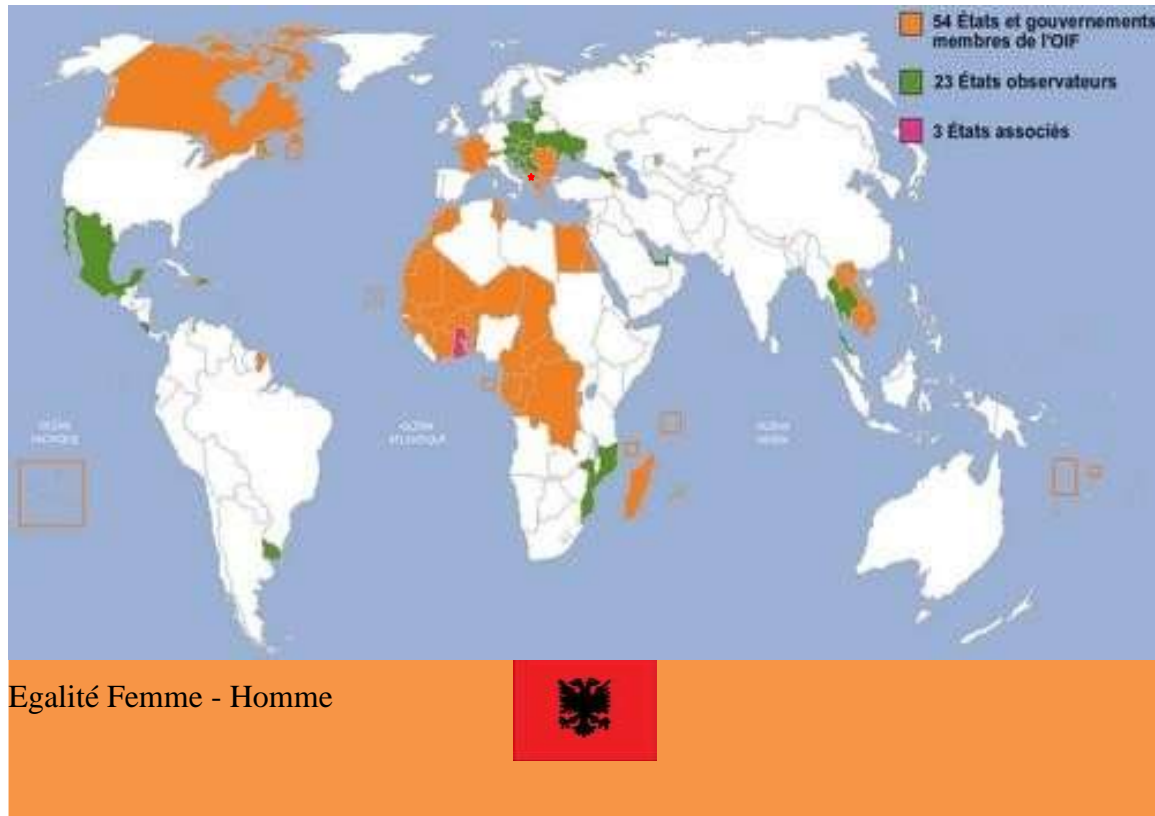 54 États et gouvernements
membres de l'OIF
23 États observateurs
3 États associés
Egalité Femme - Homme